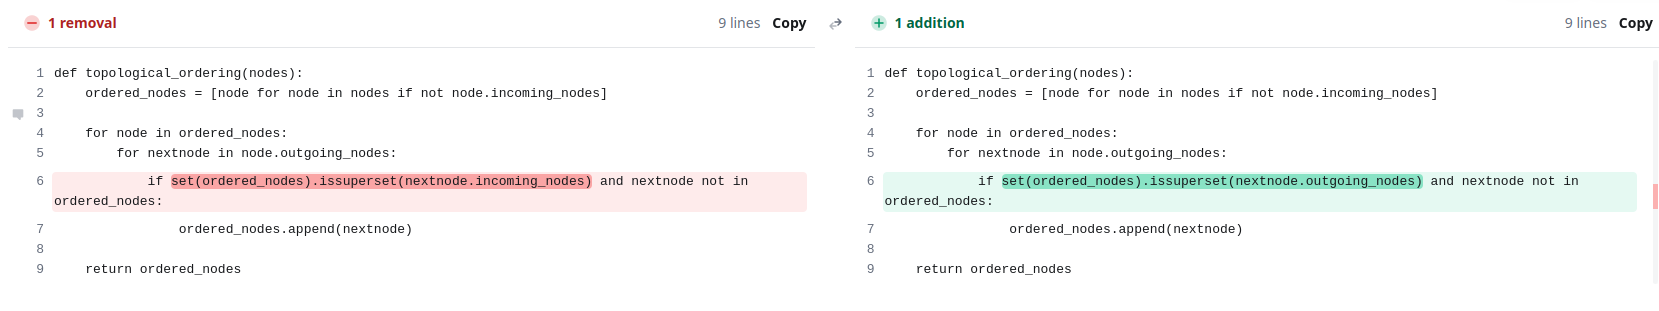 1 removal
9 lines Copy
1 def topological_ordering(nodes):
2 ordered_nodes = [node for node in nodes if not node.incoming_nodes]
3
4 for node in ordered_nodes:
5 for nextnode in node.outgoing_nodes:
6 if set(ordered_nodes).issuperset(nextnode.incoming_nodes) and nextnode not in
ordered_nodes:
7 ordered_nodes.append(nextnode)
8
9 return ordered_nodes
1 addition
9 lines Copy
1 def topological_ordering(nodes):
2 ordered_nodes = [node for node in nodes if not node.incoming_nodes]
3
4 for node in ordered_nodes:
5 for nextnode in node.outgoing_nodes:
6 if set(ordered_nodes).issuperset(nextnode.outgoing_nodes) and nextnode not in
ordered_nodes:
7 ordered_nodes.append(nextnode)
8
9 return ordered_nodes